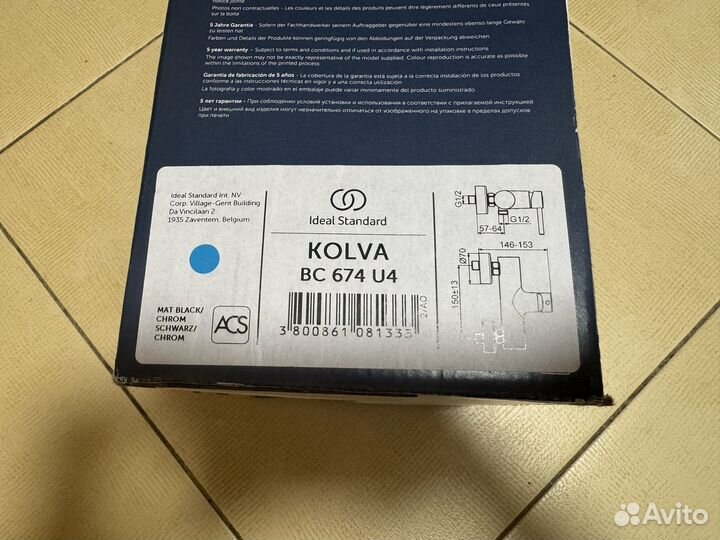 notice jointe
Photos non contractuelles - Les couleurs et les détails des produits peuvent être légèrement différents de ceux présents
sur la boite
5 Jahre Garantie - Sofern der Fachhandwerker seinem Auftraggeber gegenüber eine mindestens ebenso lange Gewähr
zu leisten hat
Farben und Details der Produkte können geringfügig von den Abbildungen auf der Verpackung abweichen
5 year warranty - Subject to terms and conditions and if used in accordance with installation instructions
The image shown may not be exactly representative of the model supplied. Colour reproduction is as accurate as possible
within the limitations of the printed process
Garantía de fabricación de 5 años - La cobertura de la garantía esta sujeta a la correcta instalación de los productos
conforme a las instrucciones técnicas en vigor y a una correcta utilización
La fotografía y color mostrado en el embalaje puede variar minimamente del producto suministrado
5 лет гарантии - При соблюдении условий установки и использования в соответствии с прилагаемой инструкцией
Цвет и внешний вид изделия могут незначительно отличаться от изображенного на упаковке в пределах допусков
при печати
Ideal Standard Int. NV
Corp. Village-Gent Building
Da Vincilaan 2
1935 Zaventem, Belgium
MAT BLACK/
CHROM
SCHWARZ/
CHROM
ACS
Ideal Standard
KOLVA
BC 674 U4
3 800861 081333
2/AO
G1/2
G1/2
57-64
146-153
Ø70
150±13
Avito